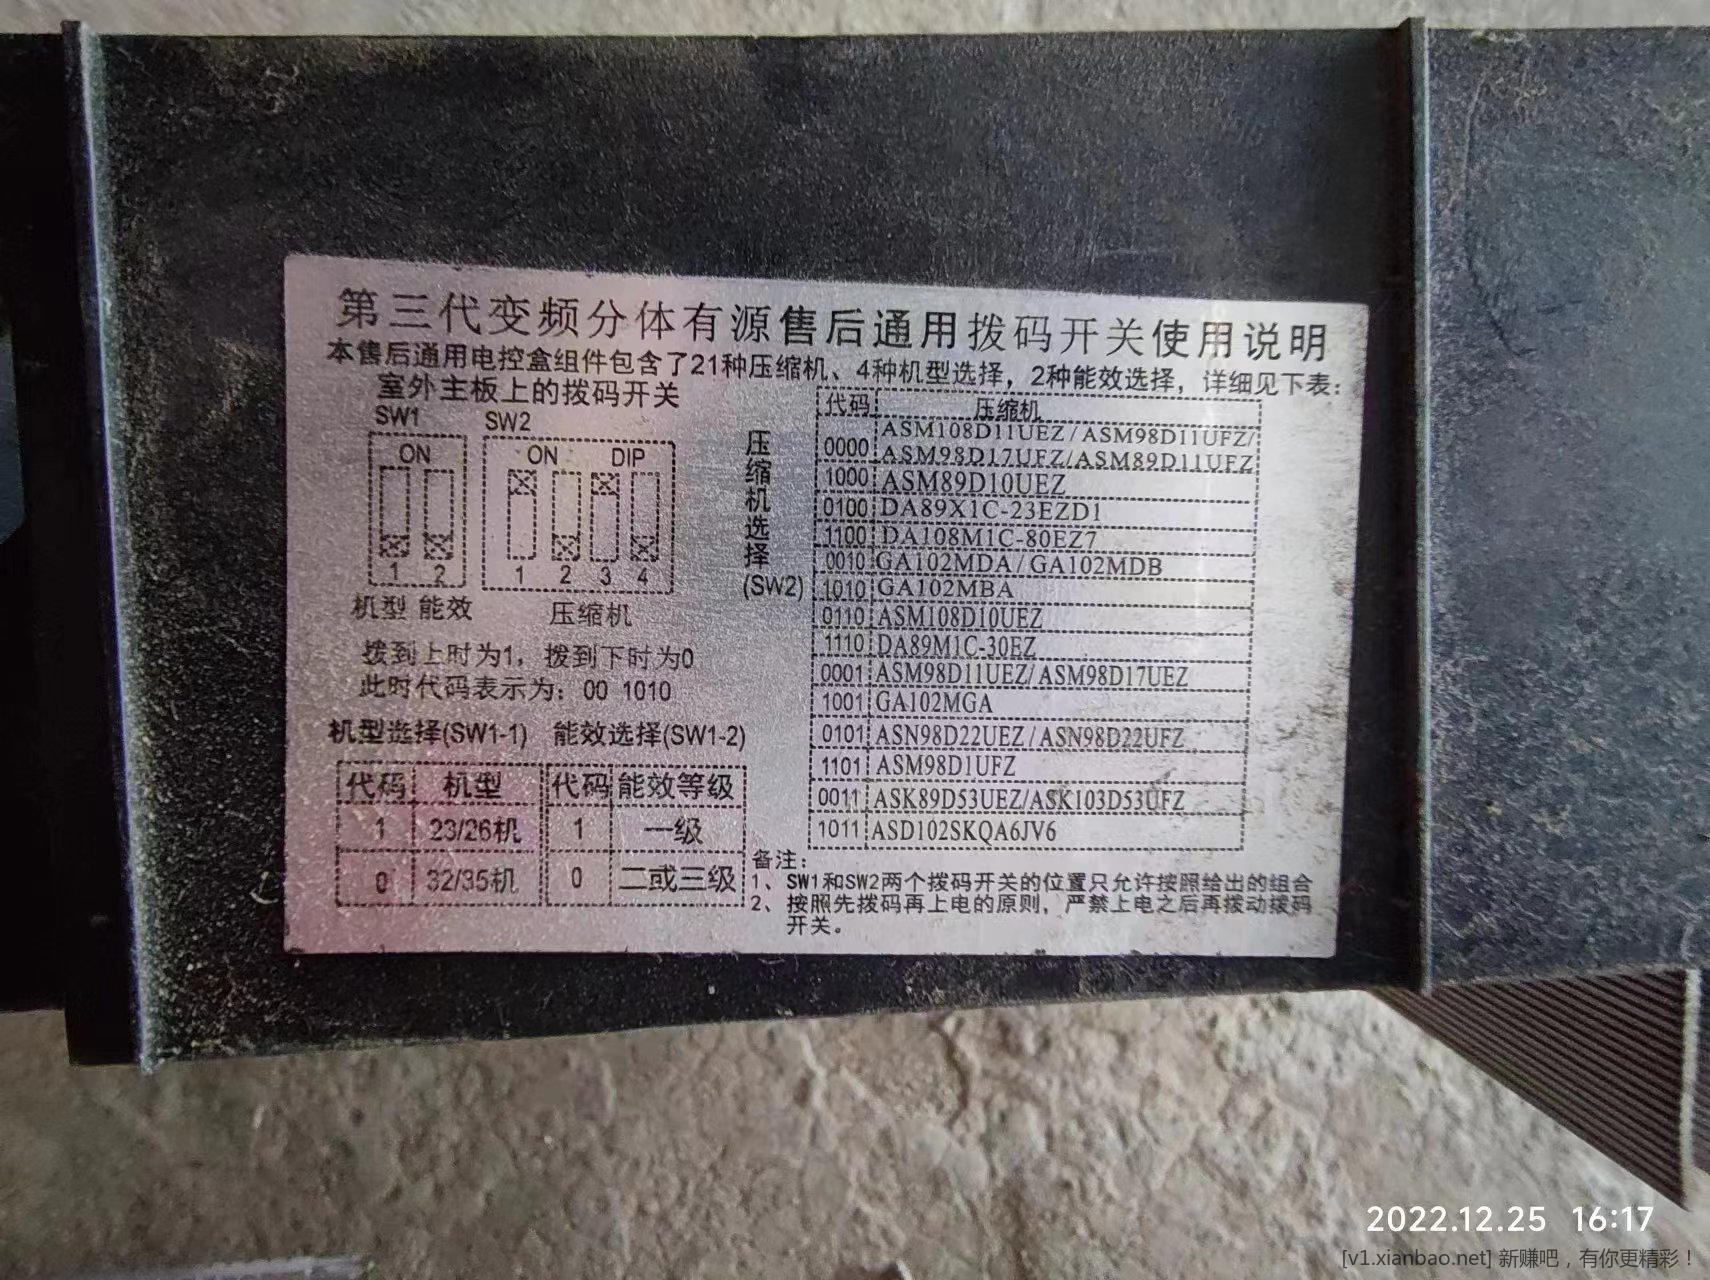 第三代变频分体有源售后通用拨码开关使用说明
本售后通用电控盒组件包含了21种压缩机、4种机型选择，2种能效选择，详细见下表：
室外主板上的拨码开关
SW1 SW2
ON ON DIP
1 2 1 2 3 4
机型 能效 压缩机
拨到上时为1，拨到下时为0
此时代码表示为：00 1010
机型选择(SW1-1) 能效选择(SW1-2)
代码 机型 代码 能效等级
1 23/26机 1 一级
0 32/35机 0 二或三级
压缩机选择(SW2)
代码 压缩机
0000 ASM108D11UEZ/ASM98D11UFZ/
ASM98D17UFZ/ASM89D11UFZ
1000 ASM89D10UEZ
0100 DA89X1C-23EZD1
1100 DA108M1C-80EZ7
0010 GA102MDA/GA102MDB
1010 GA102MBA
0110 ASM108D10UEZ
1110 DA89M1C-30EZ
0001 ASM98D11UEZ/ASM98D17UEZ
1001 GA102MGA
0101 ASN98D22UEZ/ASN98D22UFZ
1101 ASM98D1UFZ
0011 ASK89D53UEZ/ASK103D53UFZ
1011 ASD102SKQA6JV6
备注：
1、SW1和SW2两个拨码开关的位置只允许按照给出的组合
2、按照先拨码再上电的原则，严禁上电之后再拨动拨码
开关。
2022.12.25 16:17
[v1.xianbao.net] 新赚吧，有你更精彩！